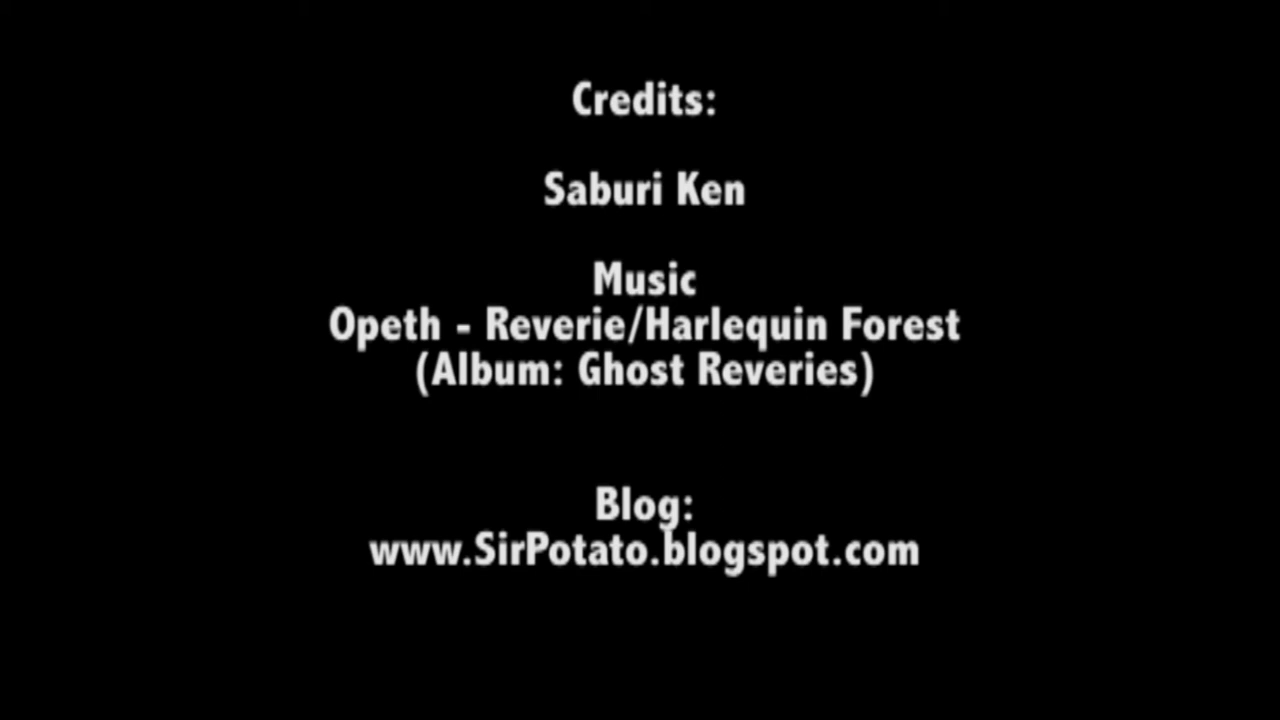 Credits:
Saburi Ken
Music
Opeth - Reverie/Harlequin Forest
(Album: Ghost Reveries)
Blog:
www.SirPotato.blogspot.com